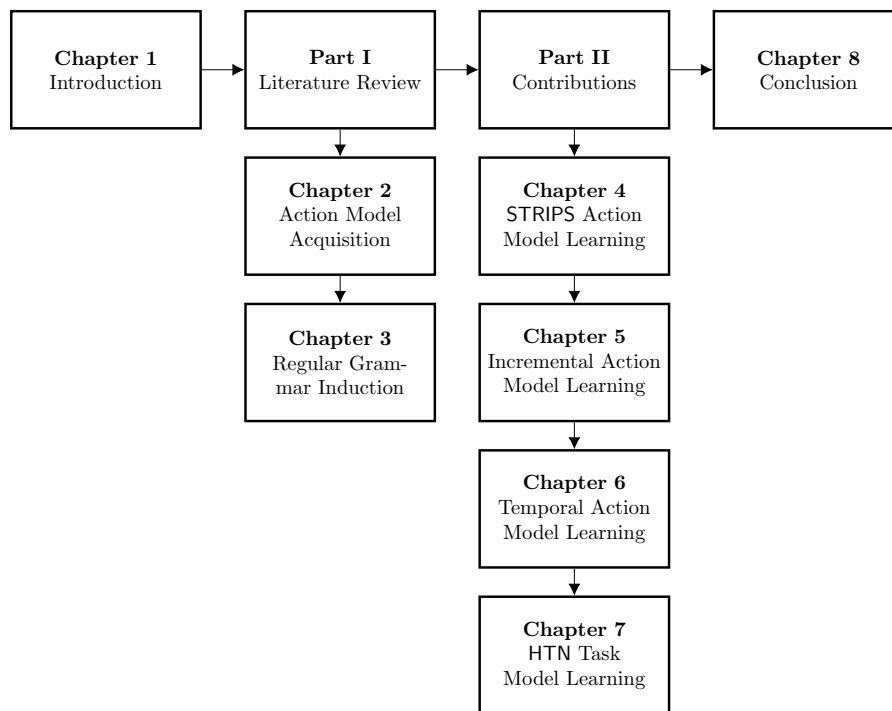 Chapter 1
Introduction
Part I
Literature Review
Part II
Contributions
Chapter 8
Conclusion
Chapter 2
Action Model
Acquisition
Chapter 4
STRIPS Action
Model Learning
Chapter 3
Regular Gram-
mar Induction
Chapter 5
Incremental Action
Model Learning
Chapter 6
Temporal Action
Model Learning
Chapter 7
HTN Task
Model Learning